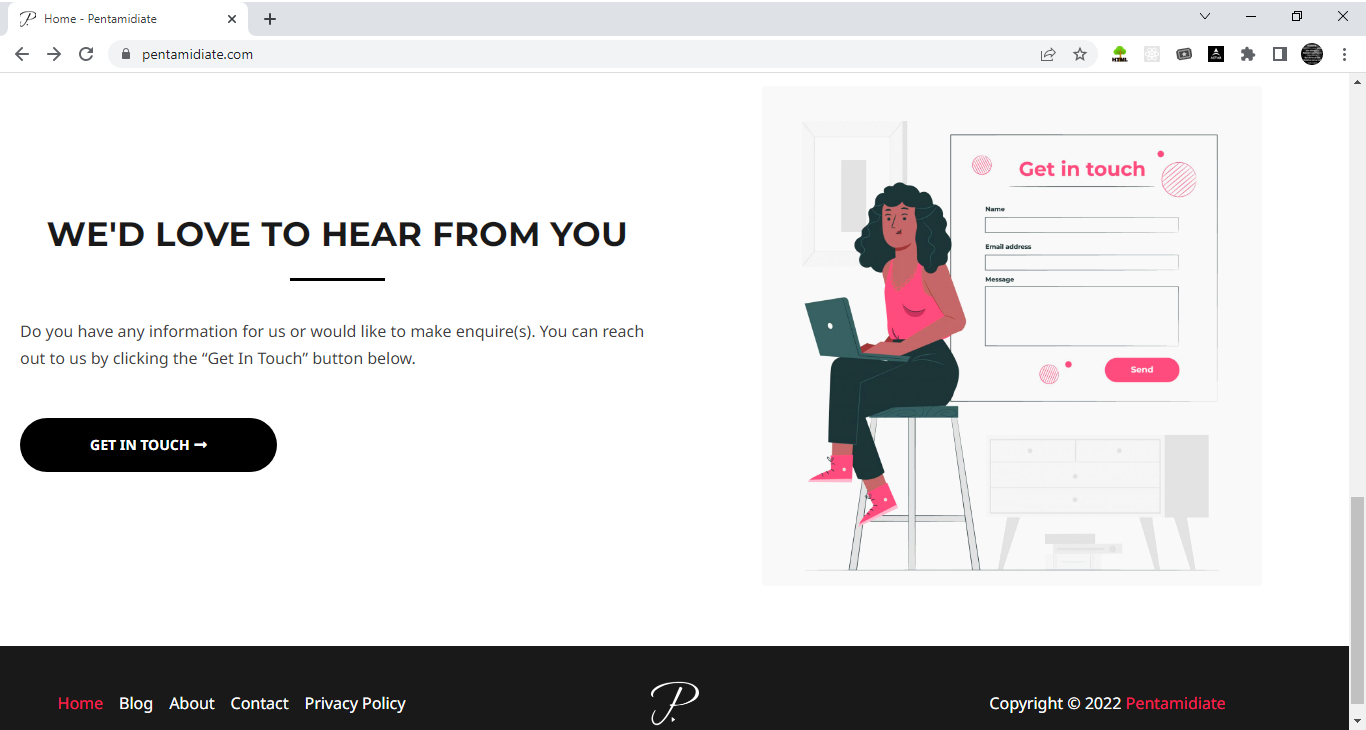 Home - Pentamidiate
pentamidiate.com
HTML
Get in touch
Name
Email address
Message
Send
WE'D LOVE TO HEAR FROM YOU
Do you have any information for us or would like to make enquire(s). You can reach
out to us by clicking the “Get In Touch” button below.
GET IN TOUCH ➞
Home Blog About Contact Privacy Policy
P.
Copyright © 2022 Pentamidiate